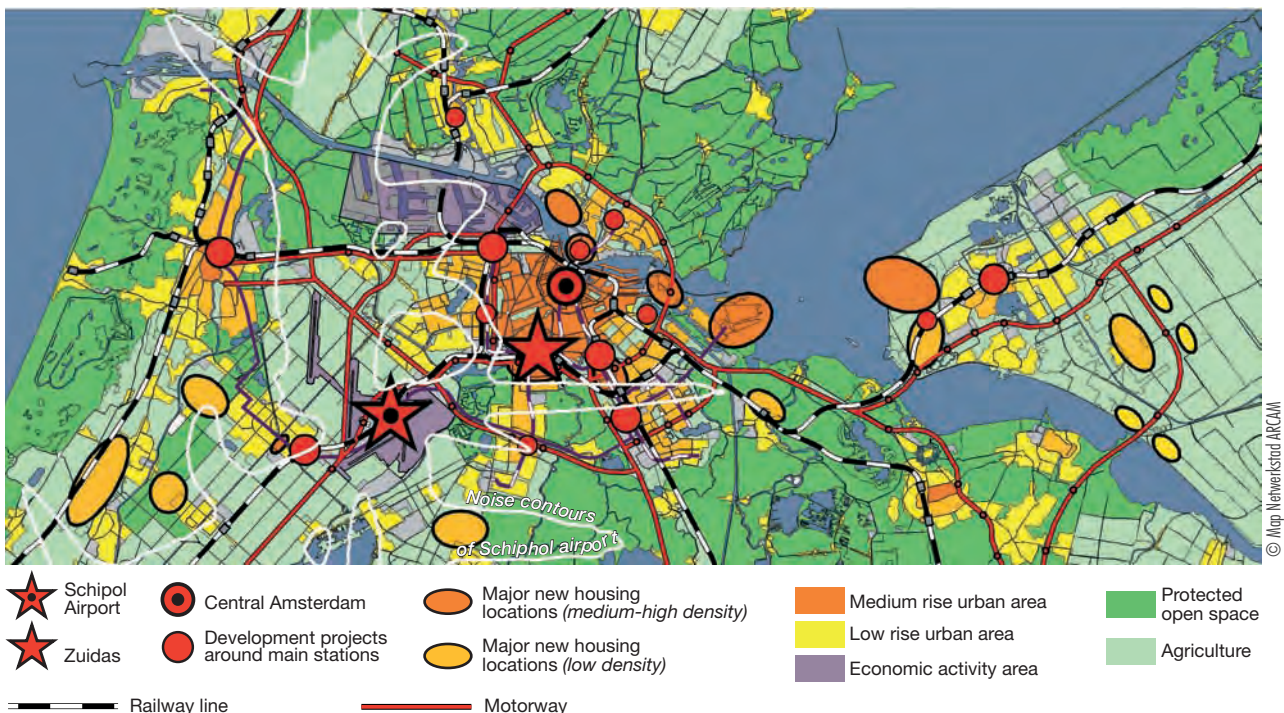 Noise contours
of Schiphol airport
© Map Netwerkstad ARCAM
Schipol
Airport
Zuidas
Central Amsterdam
Development projects
around main stations
Major new housing
locations (medium-high density)
Major new housing
locations (low density)
Medium rise urban area
Low rise urban area
Economic activity area
Protected
open space
Agriculture
Railway line
Motorway